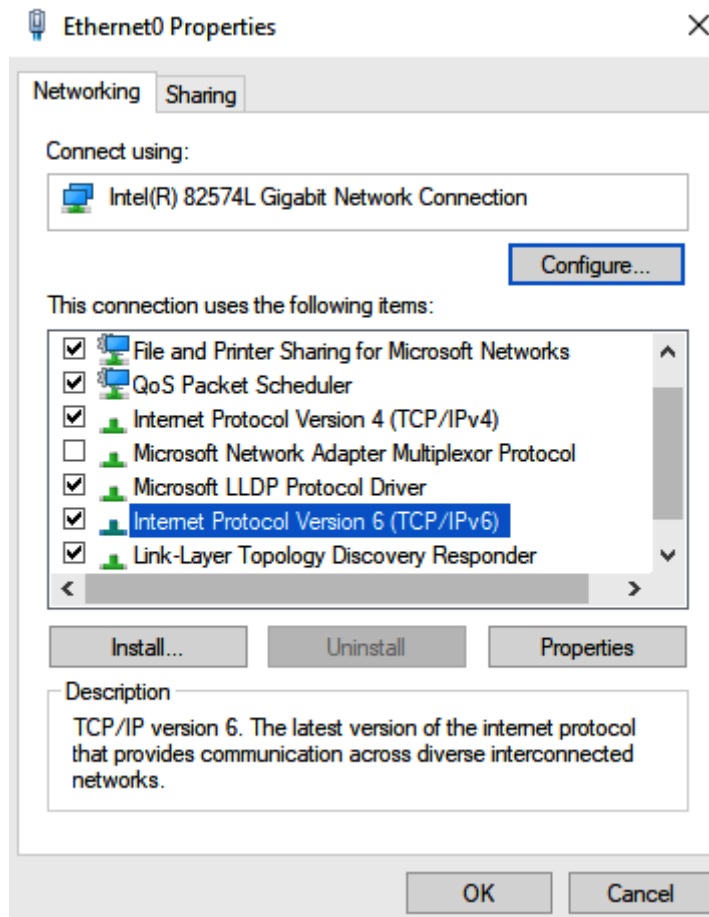 Ethernet0 Properties
Networking
Sharing
Connect using:
Intel(R) 82574L Gigabit Network Connection
Configure...
This connection uses the following items:
File and Printer Sharing for Microsoft Networks
QoS Packet Scheduler
Internet Protocol Version 4 (TCP/IPv4)
Microsoft Network Adapter Multiplexor Protocol
Microsoft LLDP Protocol Driver
Internet Protocol Version 6 (TCP/IPv6)
Link-Layer Topology Discovery Responder
Install...
Uninstall
Properties
Description
TCP/IP version 6. The latest version of the internet protocol
that provides communication across diverse interconnected
networks.
OK
Cancel